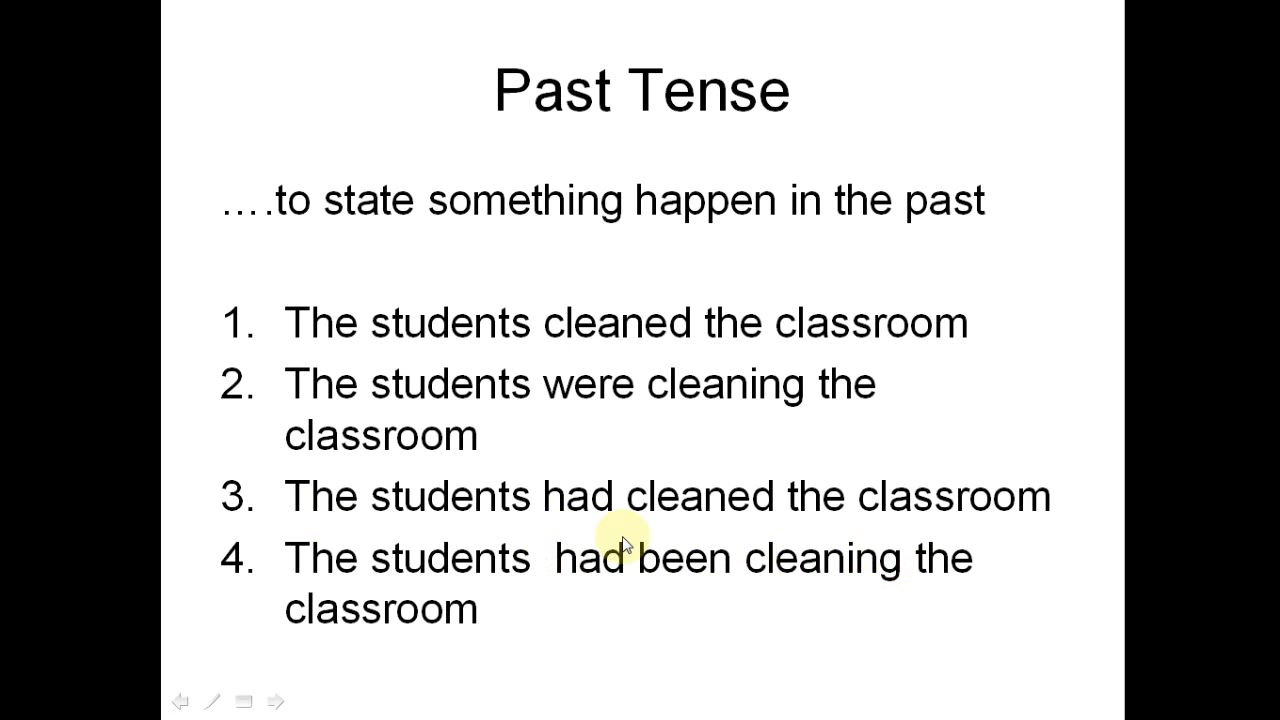 Past Tense
….to state something happen in the past
1. The students cleaned the classroom
2. The students were cleaning the
classroom
3. The students had cleaned the classroom
4. The students  had been cleaning the
classroom